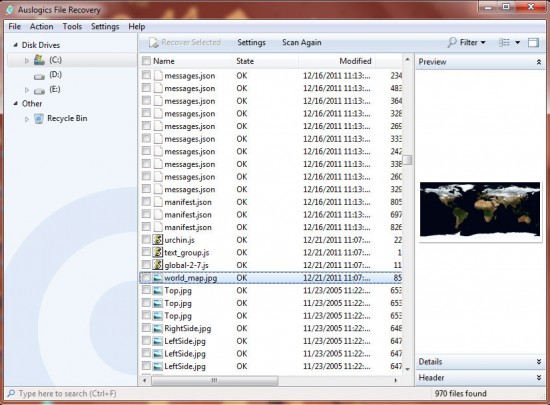 Auslogics File Recovery
File Action Tools Settings Help
Disk Drives
(C:)
(D:)
(E:)
Other
Recycle Bin
Recover Selected Settings Scan Again Filter
Name State Modified
messages.json OK 12/16/2011 11:13:... 234
messages.json OK 12/16/2011 11:13:... 483
messages.json OK 12/16/2011 11:13:... 360
messages.json OK 12/16/2011 11:13:... 328
messages.json OK 12/16/2011 11:13:... 269
messages.json OK 12/16/2011 11:13:... 333
messages.json OK 12/16/2011 11:13:... 242
messages.json OK 12/16/2011 11:13:... 338
messages.json OK 12/16/2011 11:13:... 260
messages.json OK 12/16/2011 11:13:... 329
manifest.json OK 12/16/2011 11:13:... 805
manifest.json OK 12/16/2011 11:13:... 697
manifest.json OK 12/16/2011 11:13:... 826
urchin.js OK 12/21/2011 11:07:... 22
text_group.js OK 12/21/2011 11:07:... 1
global-2-7.js OK 12/21/2011 11:07:... 11
world_map.jpg OK 12/21/2011 11:07:... 85
Top.jpg OK 11/23/2005 11:22:... 653
Top.jpg OK 11/23/2005 11:22:... 653
Top.jpg OK 11/23/2005 11:22:... 653
RightSide.jpg OK 11/23/2005 11:22:... 648
LeftSide.jpg OK 11/23/2005 11:22:... 647
LeftSide.jpg OK 11/23/2005 11:22:... 647
LeftSide.jpg OK 11/23/2005 11:22:... 647
Preview
Details
Header
Type here to search (Ctrl+F) 970 files found